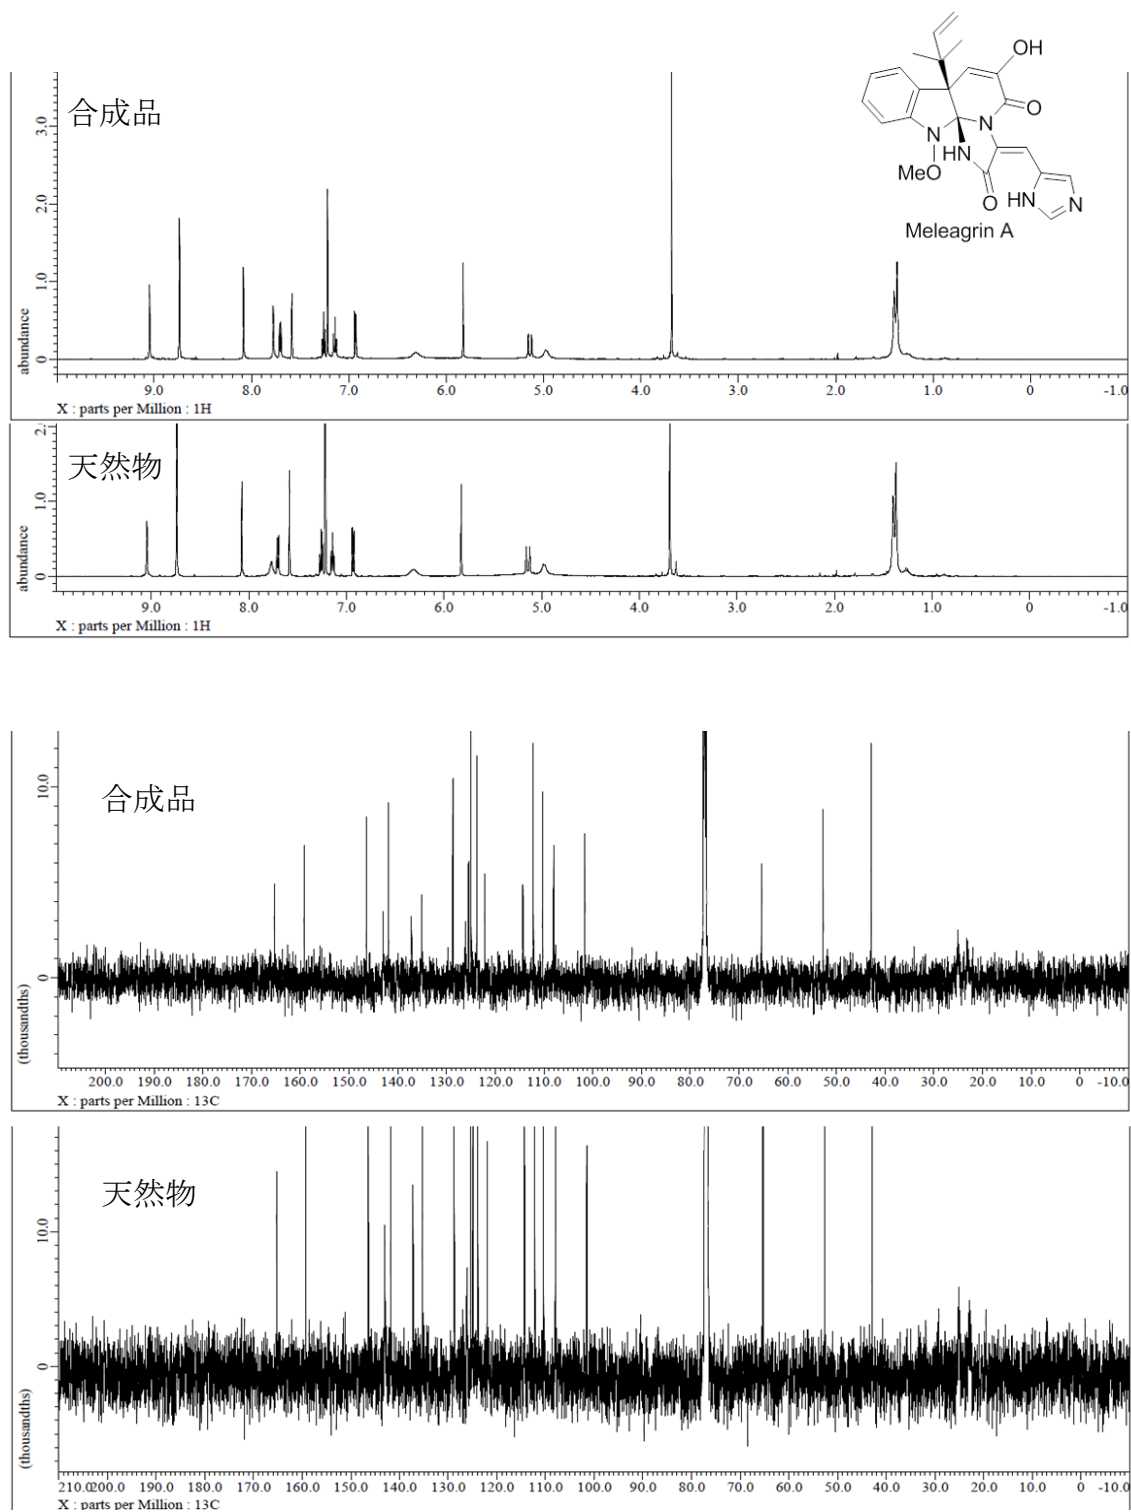 OH
O
N
N
HN
MeO
O
HN
N
Meleagrin A
合成品
abundance
0 1.0 2.0 3.0
9.0 8.0 7.0 6.0 5.0 4.0 3.0 2.0 1.0 0 -1.0
X : parts per Million : 1H
天然物
abundance
0 1.0
9.0 8.0 7.0 6.0 5.0 4.0 3.0 2.0 1.0 0 -1.0
X : parts per Million : 1H
合成品
(thousandths)
0 10.0
200.0 190.0 180.0 170.0 160.0 150.0 140.0 130.0 120.0 110.0 100.0 90.0 80.0 70.0 60.0 50.0 40.0 30.0 20.0 10.0 0 -10.0
X : parts per Million : 13C
天然物
(thousandths)
0 10.0
210.0 200.0 190.0 180.0 170.0 160.0 150.0 140.0 130.0 120.0 110.0 100.0 90.0 80.0 70.0 60.0 50.0 40.0 30.0 20.0 10.0 0 -10.0
X : parts per Million : 13C